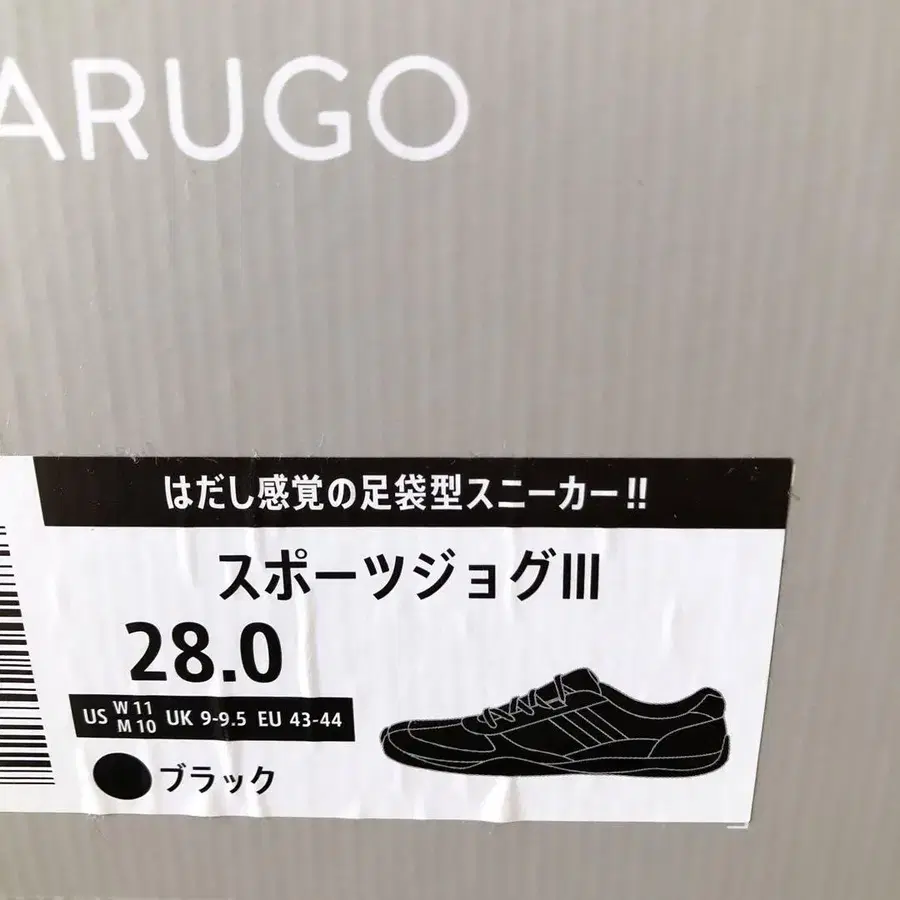 ARUGO
はだし感覚の足袋型スニーカー!!
スポーツジョグIII
28.0
US W 11 M 10 UK 9-9.5 EU 43-44
ブラック